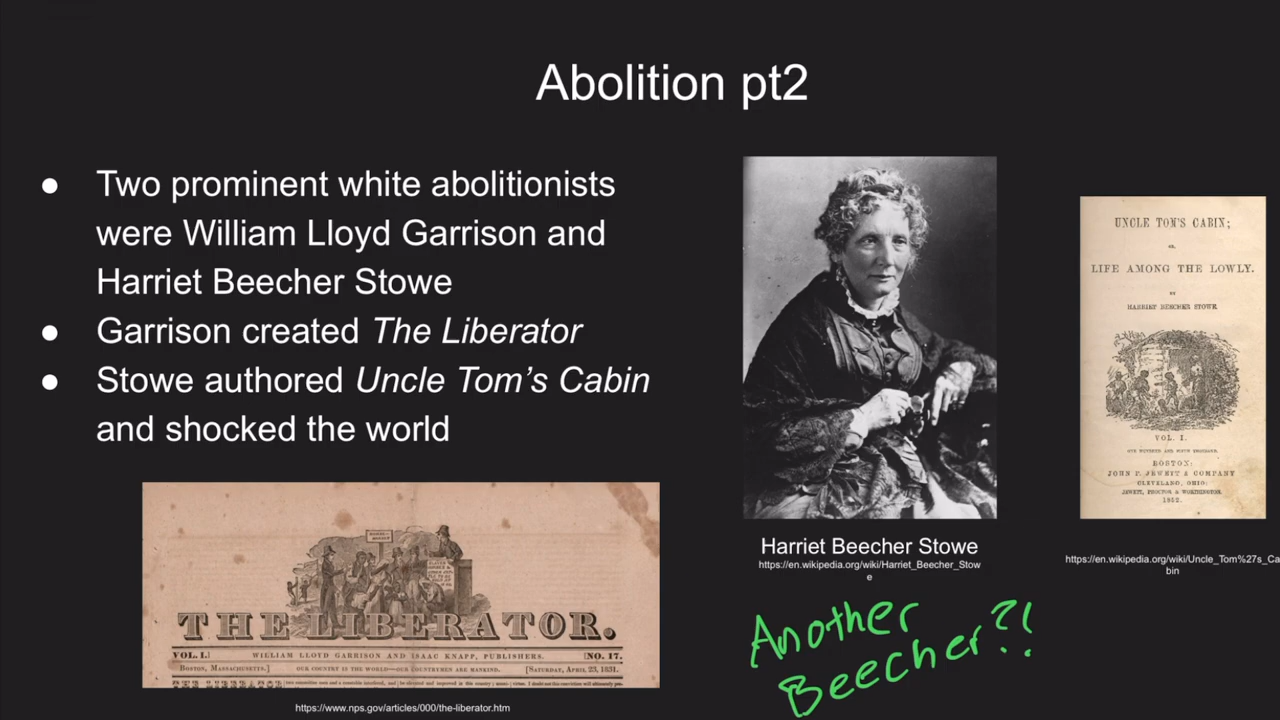 Abolition pt2
● Two prominent white abolitionists
were William Lloyd Garrison and
Harriet Beecher Stowe
● Garrison created The Liberator
● Stowe authored Uncle Tom’s Cabin
and shocked the world
THE LIBERATOR.
VOL. I.] WILLIAM LLOYD GARRISON AND ISAAC KNAPP, PUBLISHERS. [NO. 17.
BOSTON, MASSACHUSETTS.] OUR COUNTRY IS THE WORLD—OUR COUNTRYMEN ARE MANKIND. [SATURDAY, APRIL 23, 1831.
THE LIBERATOR
https://www.nps.gov/articles/000/the-liberator.htm
Harriet Beecher Stowe
https://en.wikipedia.org/wiki/Harriet_Beecher_Stow
e
Another
Beecher?!
UNCLE TOM'S CABIN;
OR,
LIFE AMONG THE LOWLY.
BY
HARRIET BEECHER STOWE.
VOL. I.
BOSTON:
JOHN P. JEWETT & COMPANY
CLEVELAND, OHIO:
JEWETT, PROCTOR & WORTHINGTON.
1852.
https://en.wikipedia.org/wiki/Uncle_Tom%27s_Ca
bin